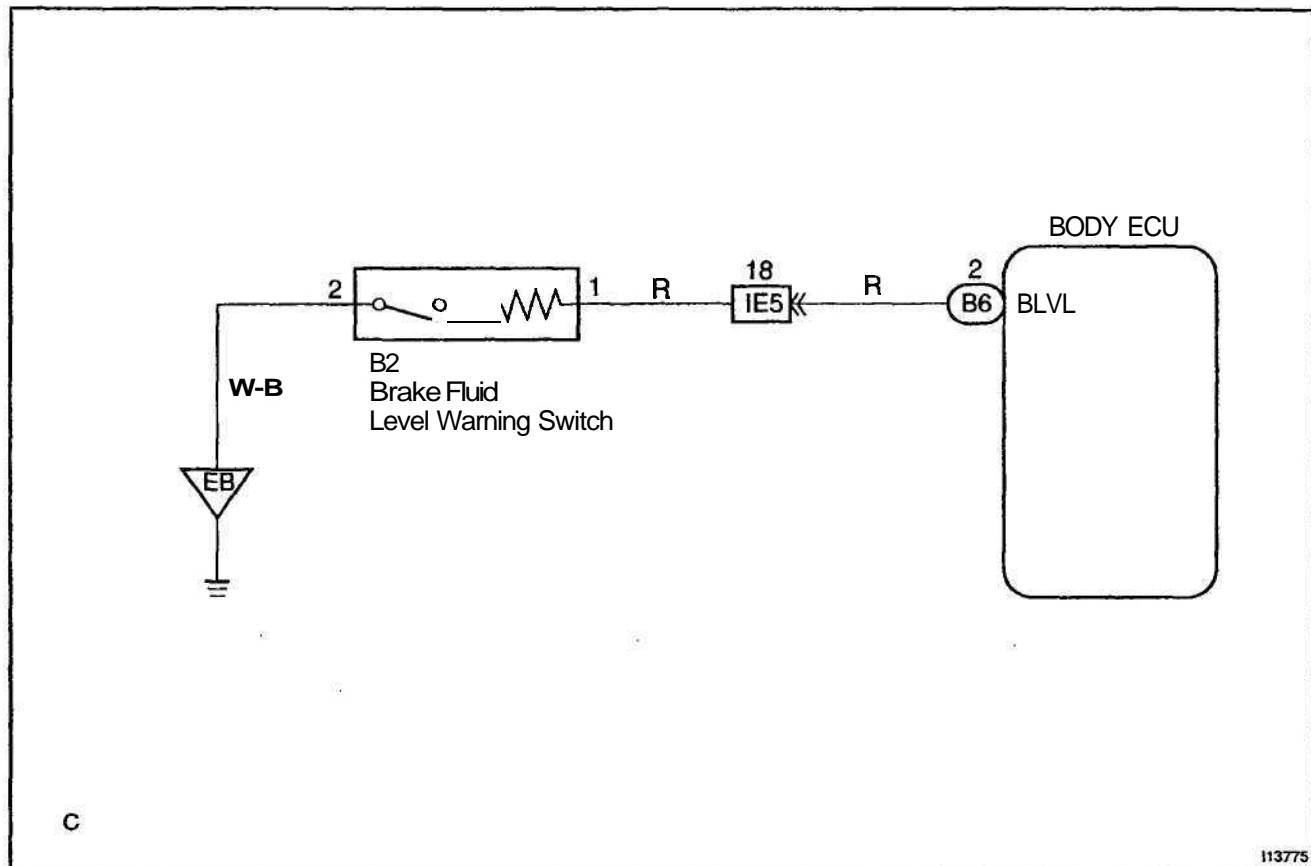 BODY ECU
2 1 R 18 IE5 R 2 B6 BLVL
B2
Brake Fluid
Level Warning Switch
W-B
EB
C
I13775